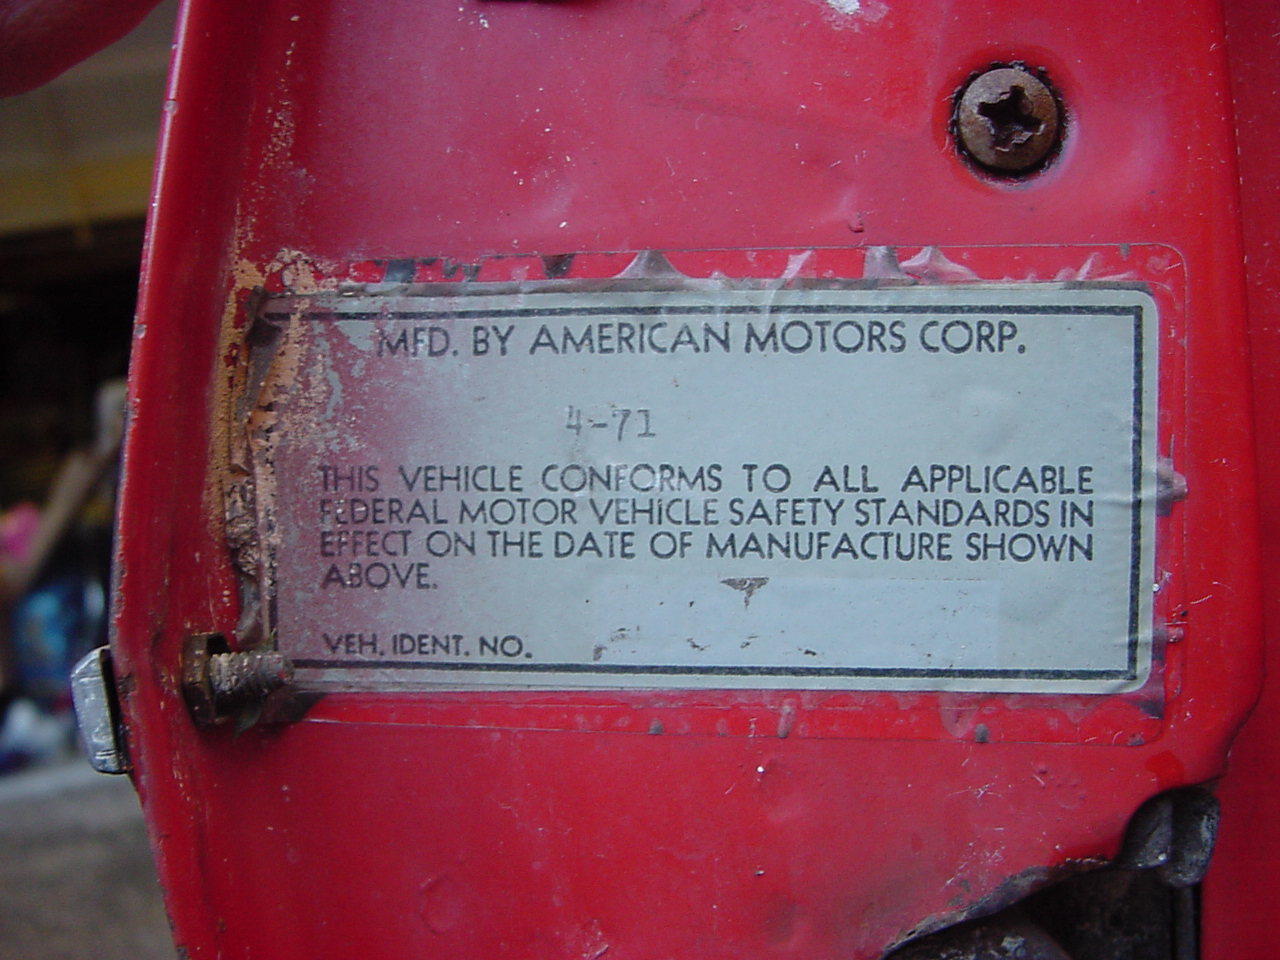 MFD. BY AMERICAN MOTORS CORP.
4-71
THIS VEHICLE CONFORMS TO ALL APPLICABLE
FEDERAL MOTOR VEHICLE SAFETY STANDARDS IN
EFFECT ON THE DATE OF MANUFACTURE SHOWN
ABOVE.
VEH. IDENT. NO.